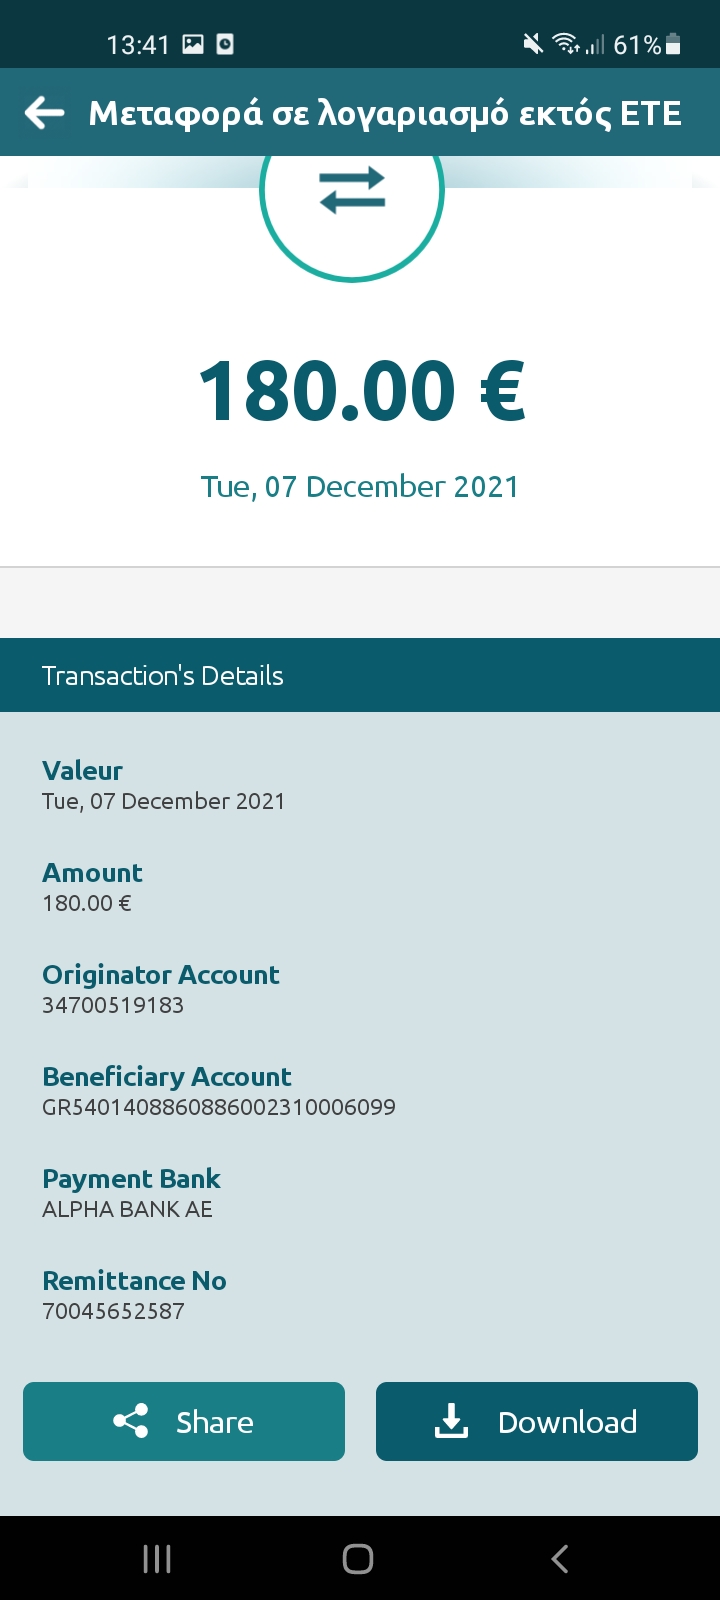 13:41 61%
Μεταφορά σε λογαριασμό εκτός ΕΤΕ
180.00 €
Tue, 07 December 2021
Transaction's Details
Valeur
Tue, 07 December 2021
Amount
180.00 €
Originator Account
34700519183
Beneficiary Account
GR5401408860886002310006099
Payment Bank
ALPHA BANK AE
Remittance No
70045652587
Share Download